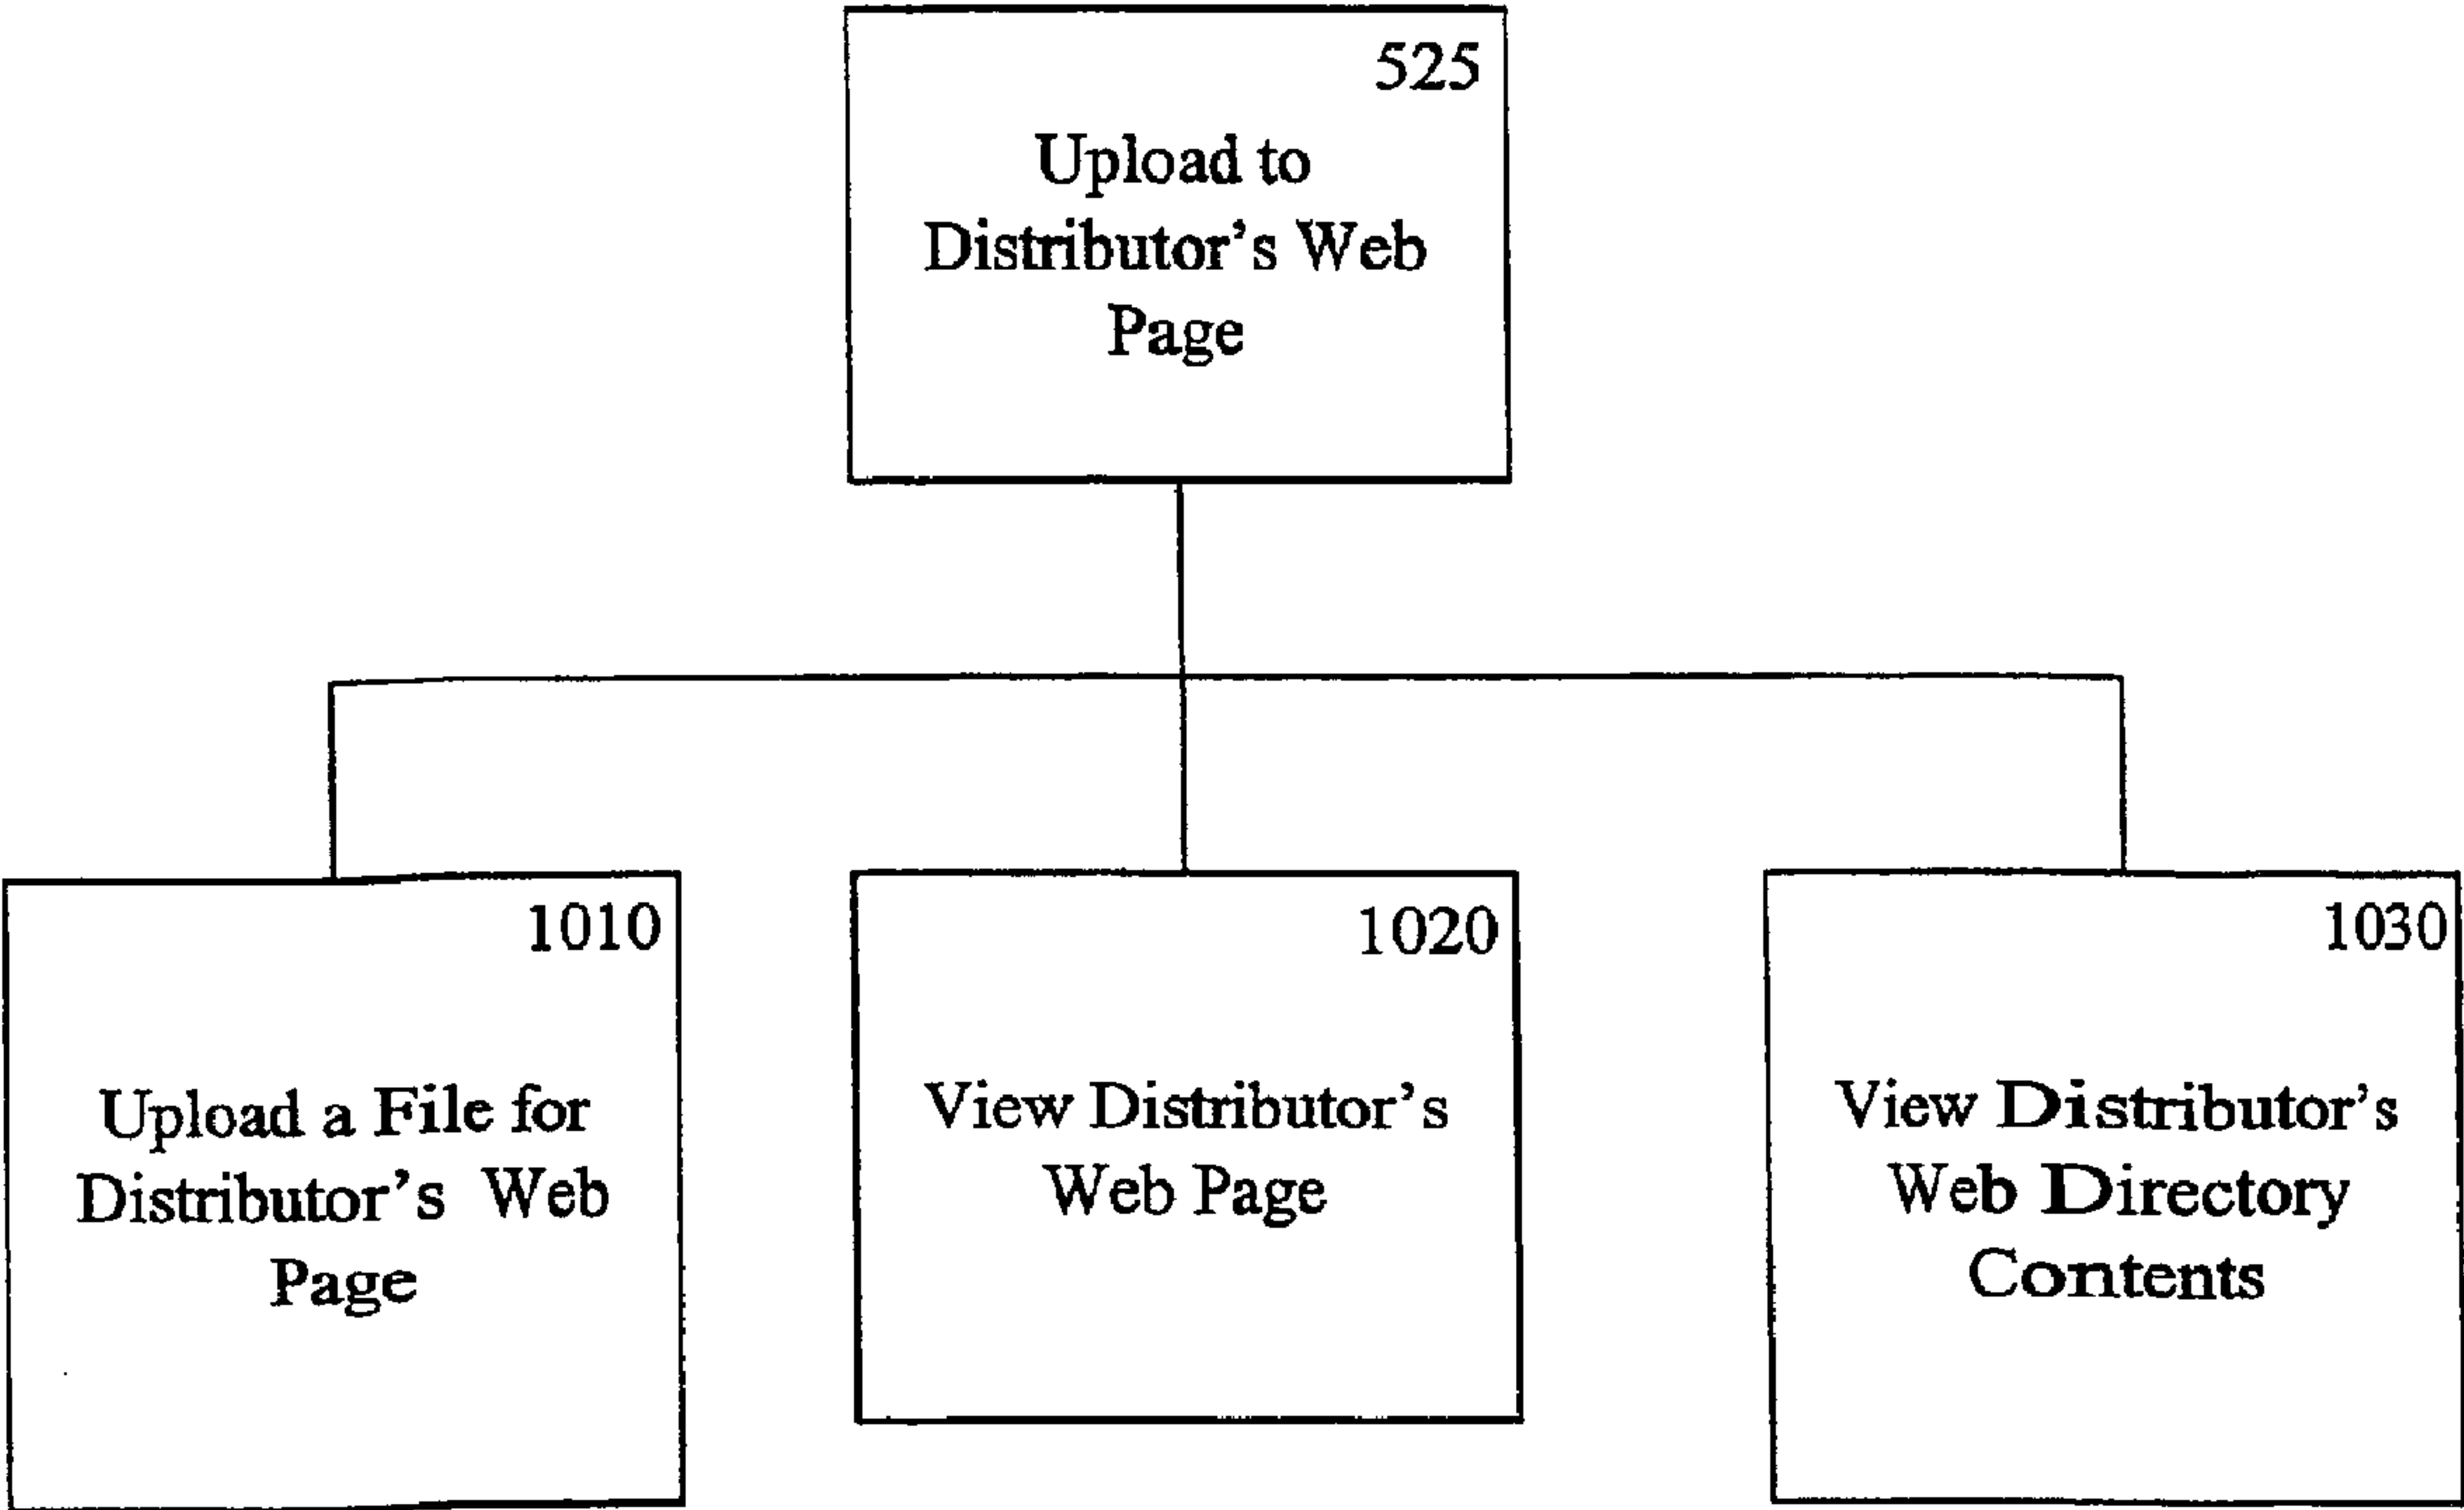 525
Upload to
Distributor's Web
Page
1010
Upload a File for
Distributor's Web
Page
1020
View Distributor's
Web Page
1030
View Distributor's
Web Directory
Contents